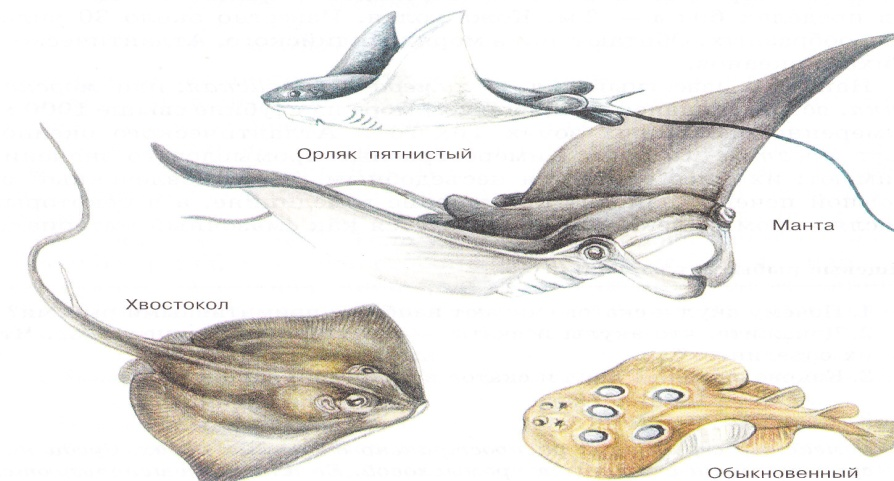 Орляк пятнистый
Манта
Хвостокол
Обыкновенный